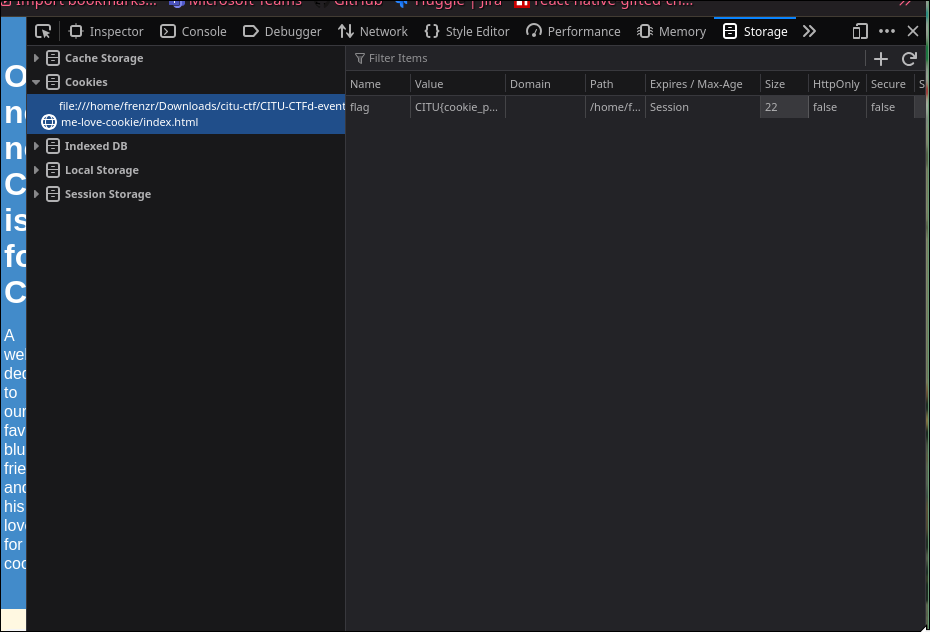 Import bookmarks... Microsoft Teams GitHub Huggle | Jira react native gifted ch...
Inspector Console Debugger Network Style Editor Performance Memory Storage
Cache Storage
Cookies
file:///home/frenzr/Downloads/citu-ctf/CITU-CTFd-event
me-love-cookie/index.html
Indexed DB
Local Storage
Session Storage
Filter Items
Name Value Domain Path Expires / Max-Age Size HttpOnly Secure S
flag CITU{cookie_p... /home/f... Session 22 false false
O
n
n
C
is
fo
C
A
we
dec
to
our
fav
blu
frie
and
his
lov
for
coo